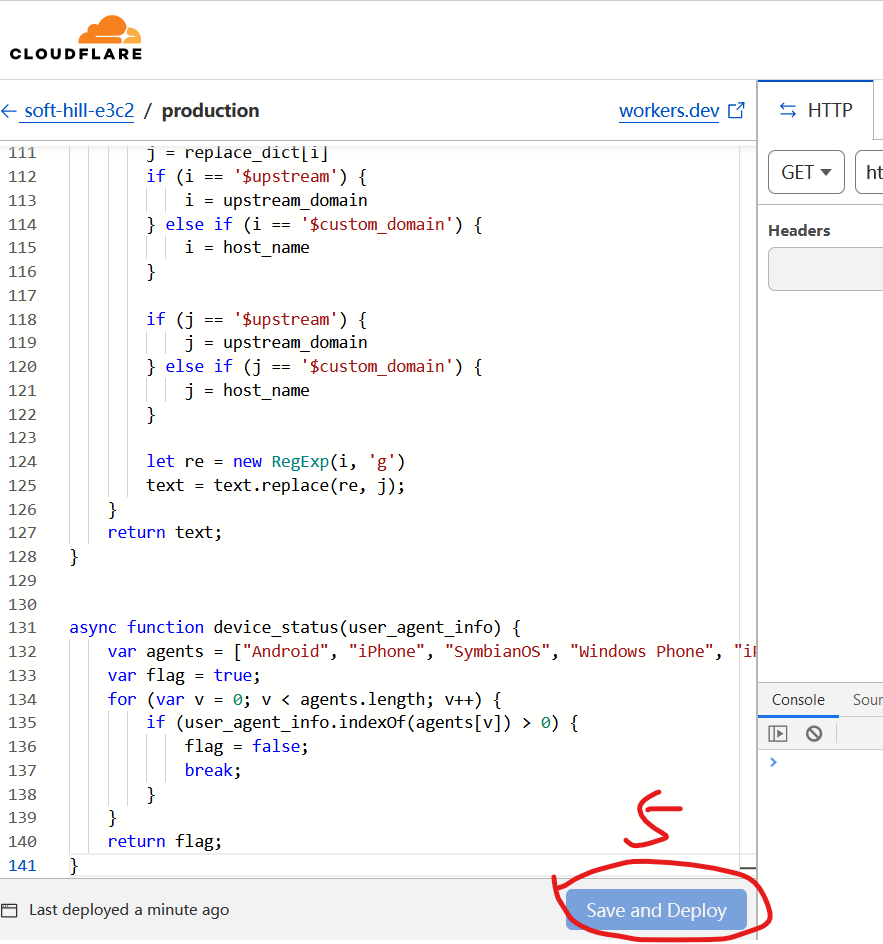 CLOUDFLARE
← soft-hill-e3c2 / production
workers.dev
HTTP
111 j = replace_dict[i]
112 if (i == '$upstream') {
113 i = upstream_domain
114 } else if (i == '$custom_domain') {
115 i = host_name
116 }
117
118 if (j == '$upstream') {
119 j = upstream_domain
120 } else if (j == '$custom_domain') {
121 j = host_name
122 }
123
124 let re = new RegExp(i, 'g')
125 text = text.replace(re, j);
126 }
127 return text;
128 }
129
130
131 async function device_status(user_agent_info) {
132 var agents = ["Android", "iPhone", "SymbianOS", "Windows Phone", "iP
133 var flag = true;
134 for (var v = 0; v < agents.length; v++) {
135 if (user_agent_info.indexOf(agents[v]) > 0) {
136 flag = false;
137 break;
138 }
139 }
140 return flag;
141 }
GET
ht
Headers
Console
Sour
>
5
Last deployed a minute ago
Save and Deploy